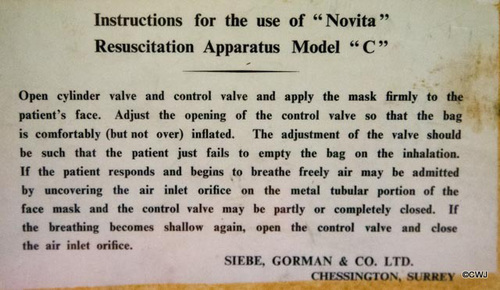 Instructions for the use of “Novita”
Resuscitation Apparatus Model “C”
Open cylinder valve and control valve and apply the mask firmly to the
patient's face. Adjust the opening of the control valve so that the bag
is comfortably (but not over) inflated. The adjustment of the valve should
be such that the patient just fails to empty the bag on the inhalation.
If the patient responds and begins to breathe freely air may be admitted
by uncovering the air inlet orifice on the metal tubular portion of the
face mask and the control valve may be partly or completely closed. If
the breathing becomes shallow again, open the control valve and close
the air inlet orifice.
SIEBE, GORMAN & CO. LTD.
CHESSINGTON, SURREY
©CWJ